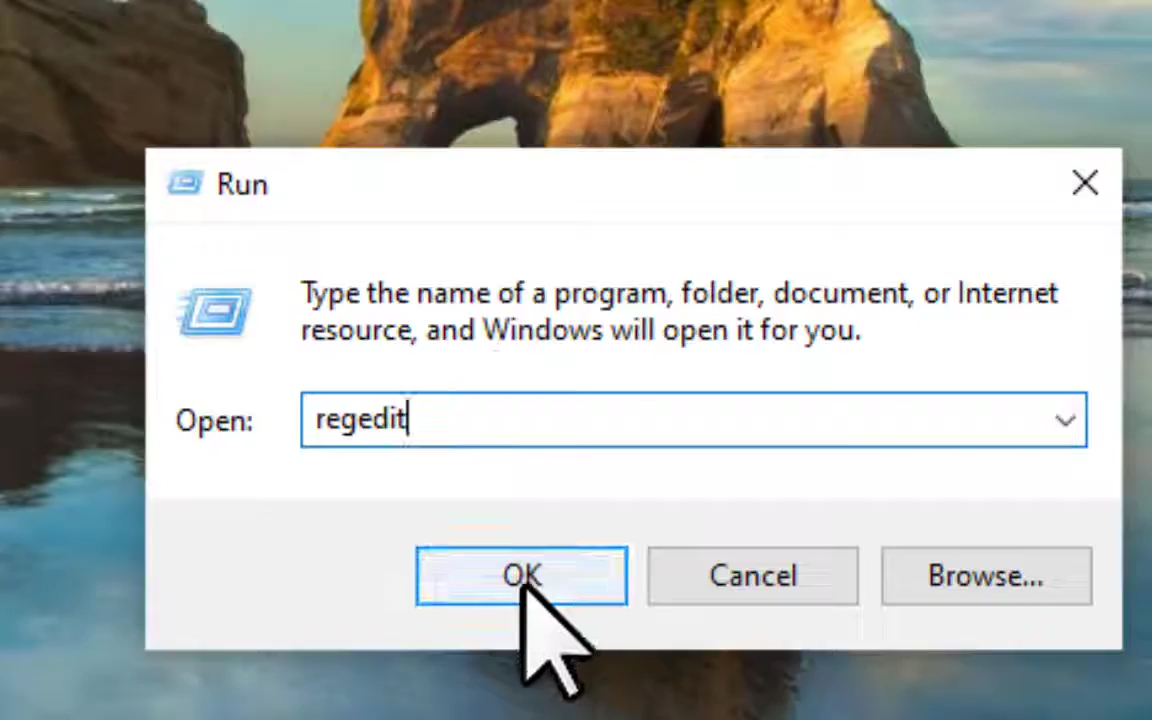 Run
Type the name of a program, folder, document, or Internet
resource, and Windows will open it for you.
Open:
regedit
OK
Cancel
Browse...